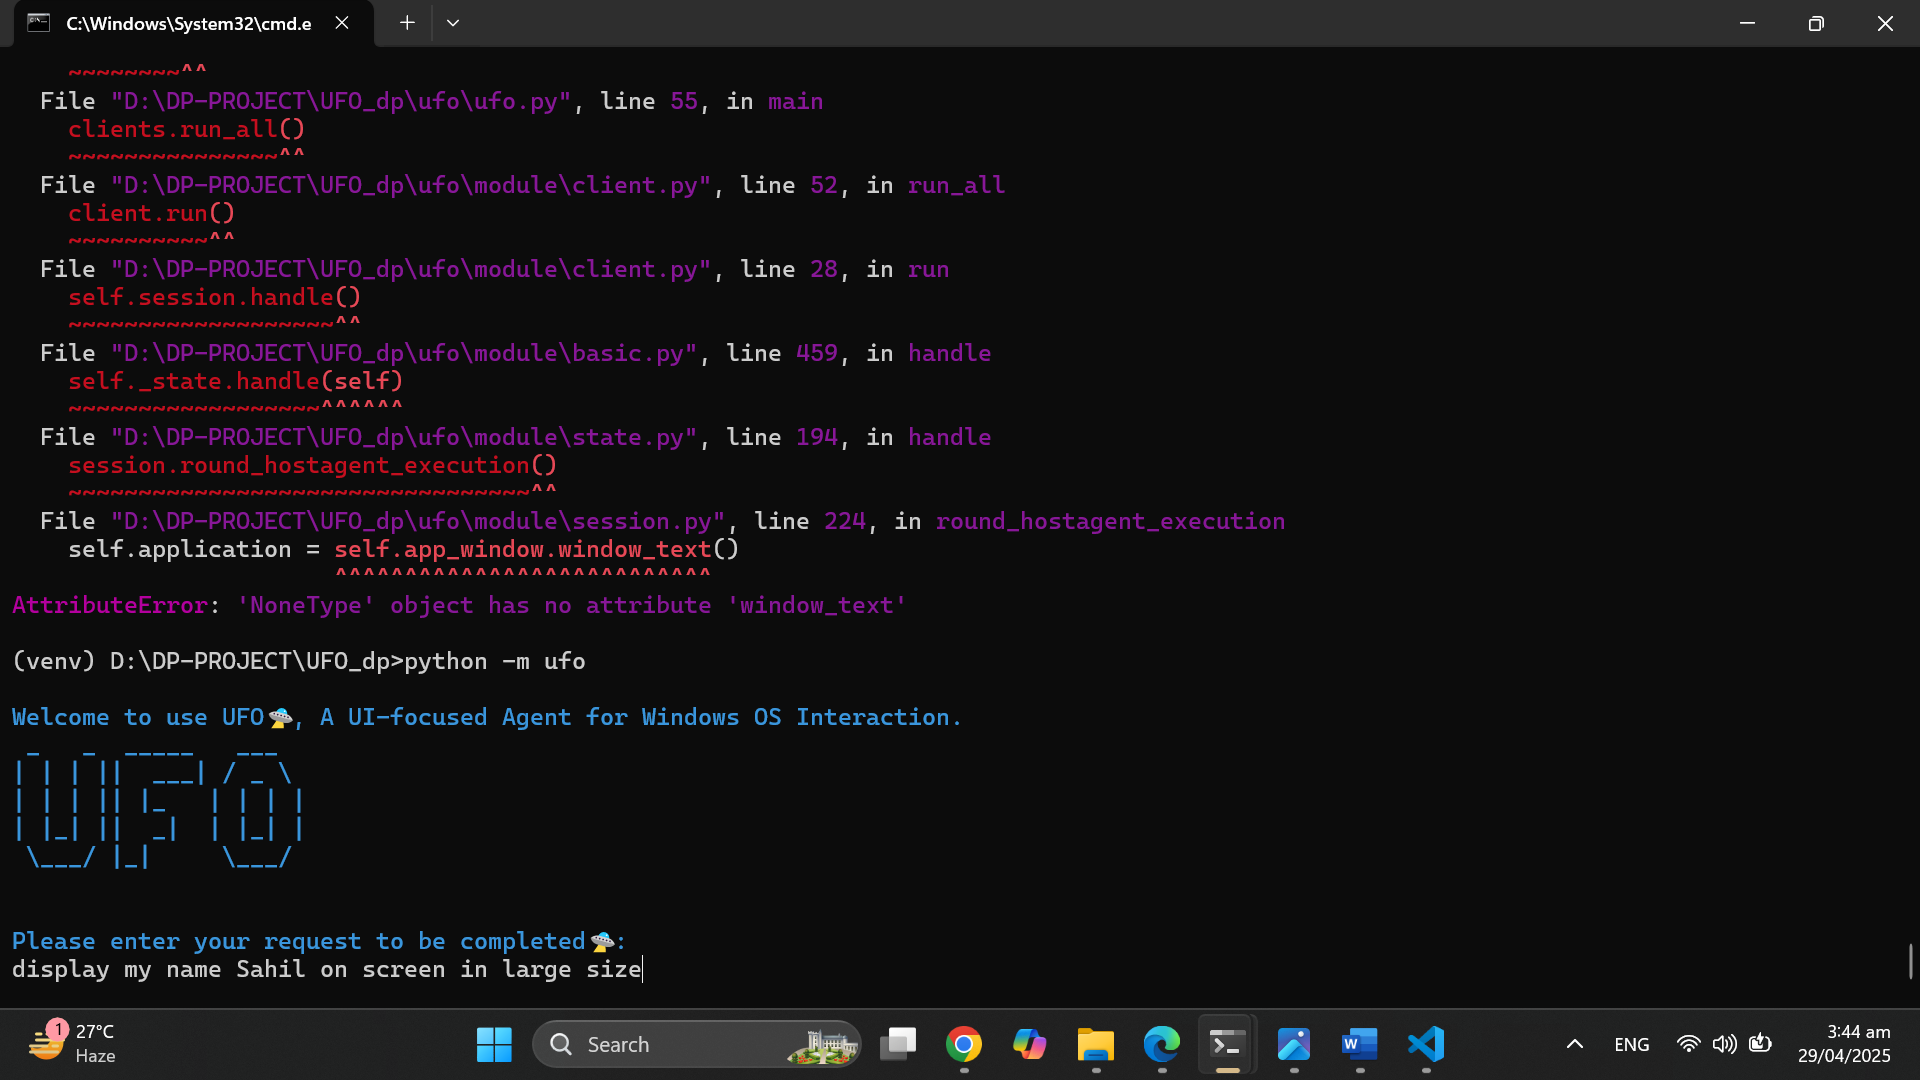 C:\Windows\System32\cmd.e
~~~~~~~~^^
File "D:\DP-PROJECT\UFO_dp\ufo\ufo.py", line 55, in main
clients.run_all()
~~~~~~~~~~~~~~~^^
File "D:\DP-PROJECT\UFO_dp\ufo\module\client.py", line 52, in run_all
client.run()
~~~~~~~~~~^^
File "D:\DP-PROJECT\UFO_dp\ufo\module\client.py", line 28, in run
self.session.handle()
~~~~~~~~~~~~~~~~~~~^^
File "D:\DP-PROJECT\UFO_dp\ufo\module\basic.py", line 459, in handle
self._state.handle(self)
~~~~~~~~~~~~~~~~~~^^^^^^
File "D:\DP-PROJECT\UFO_dp\ufo\module\state.py", line 194, in handle
session.round_hostagent_execution()
~~~~~~~~~~~~~~~~~~~~~~~~~~~~~~~~~^^
File "D:\DP-PROJECT\UFO_dp\ufo\module\session.py", line 224, in round_hostagent_execution
self.application = self.app_window.window_text()
^^^^^^^^^^^^^^^^^^^^^^^^^^^
AttributeError: 'NoneType' object has no attribute 'window_text'
(venv) D:\DP-PROJECT\UFO_dp>python -m ufo
Welcome to use UFO🛸, A UI-focused Agent for Windows OS Interaction.
 _   _  _____   ___
| | | ||  ___| / _ \
| | | || |_   | | | |
| |_| ||  _|  | |_| |
 \___/ |_|     \___/
Please enter your request to be completed🛸:
display my name Sahil on screen in large size
1
27°C
Haze
Search
ENG
3:44 am
29/04/2025